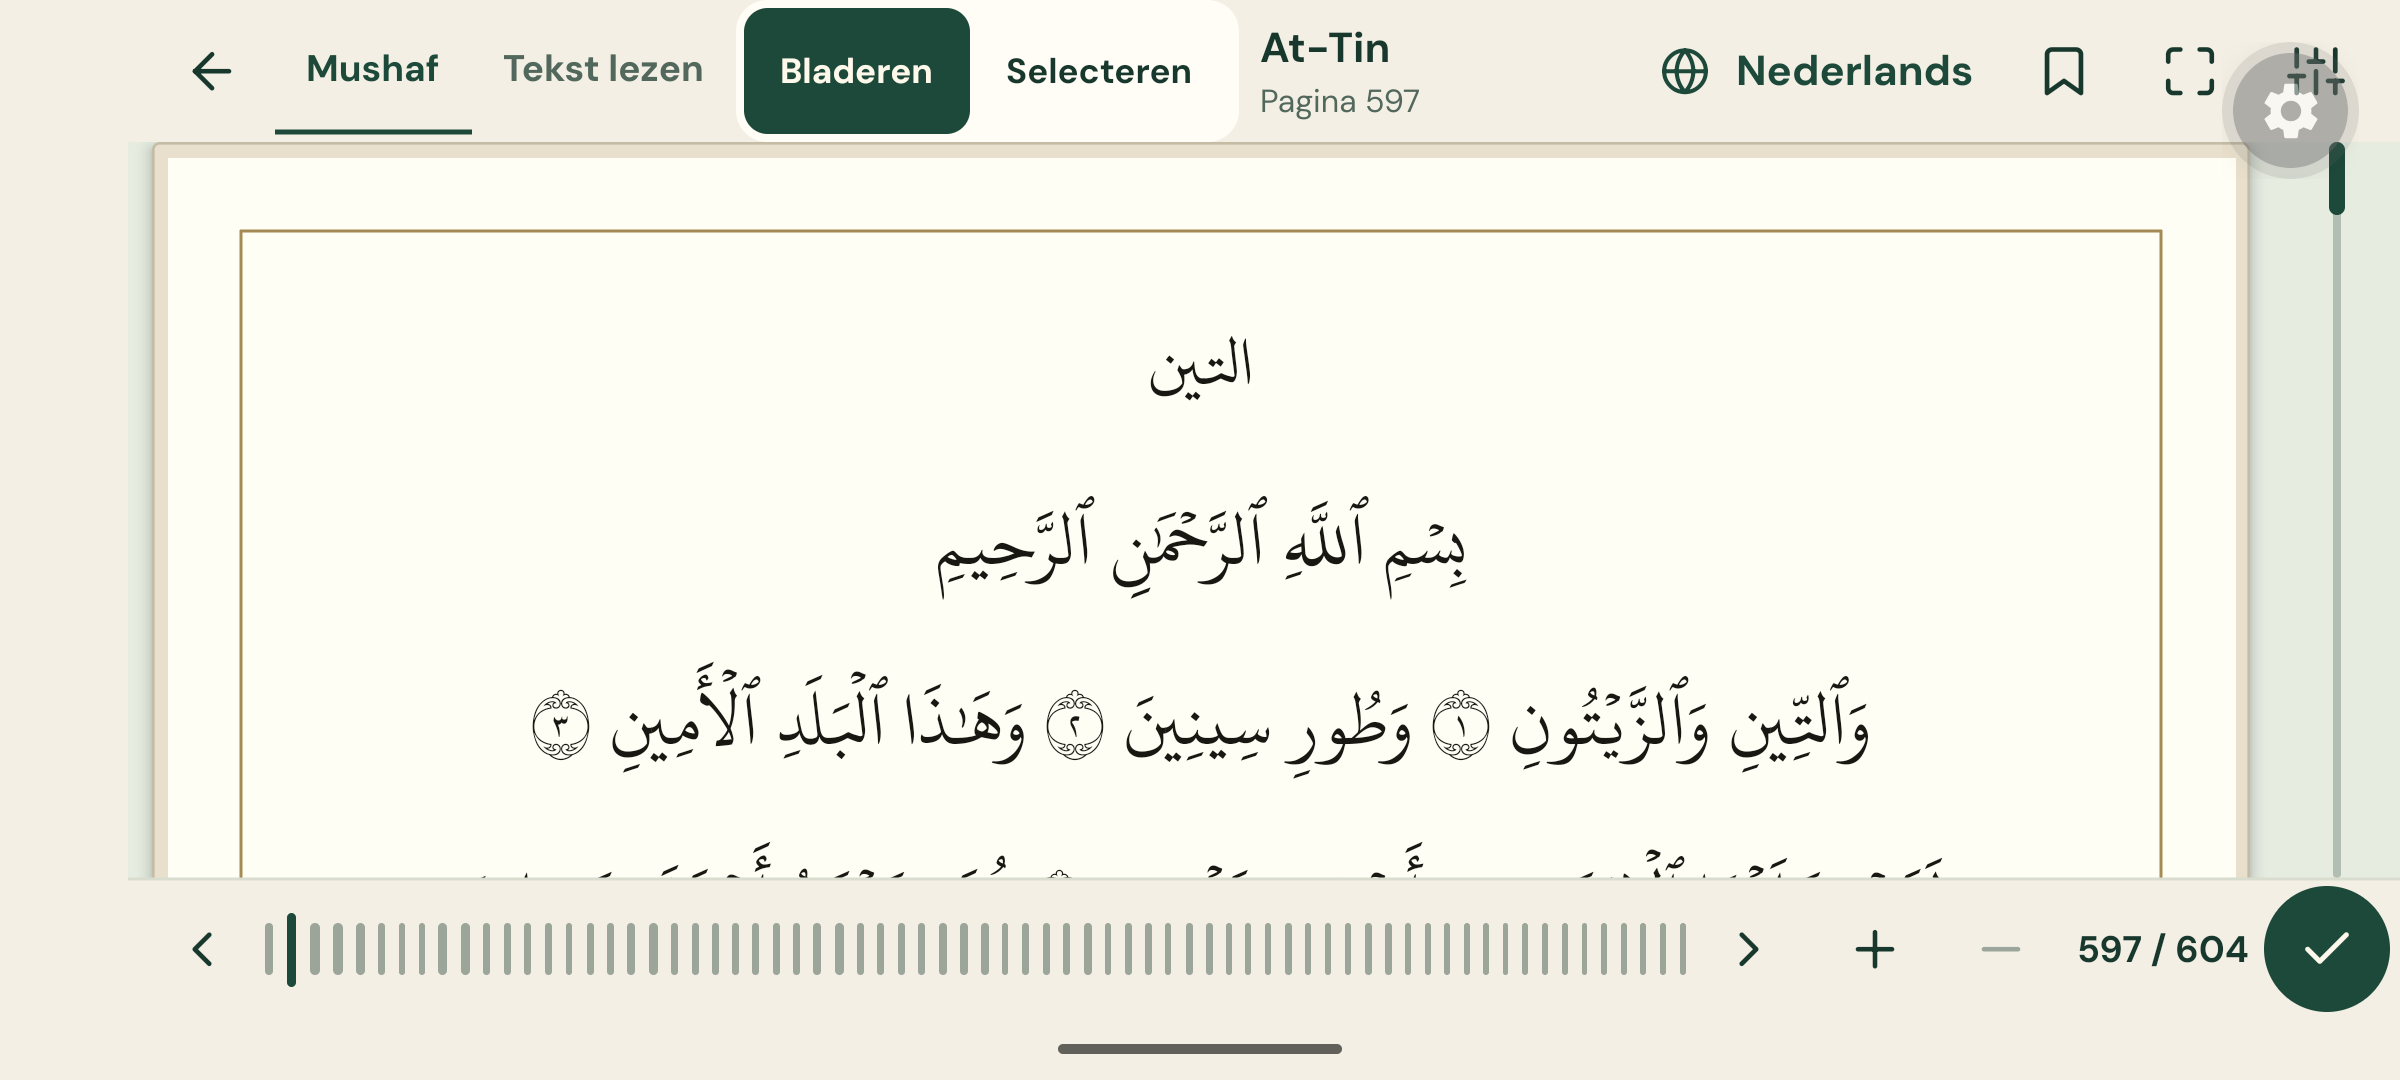 Mushaf Tekst lezen Bladeren Selecteren At-Tin Nederlands
Pagina 597
التين
بِسْمِ ٱللَّهِ ٱلرَّحْمَٰنِ ٱلرَّحِيمِ
وَٱلتِّينِ وَٱلزَّيْتُونِ ١ وَطُورِ سِينِينَ ٢ وَهَـٰذَا ٱلْبَلَدِ ٱلْأَمِينِ ٣
597 / 604